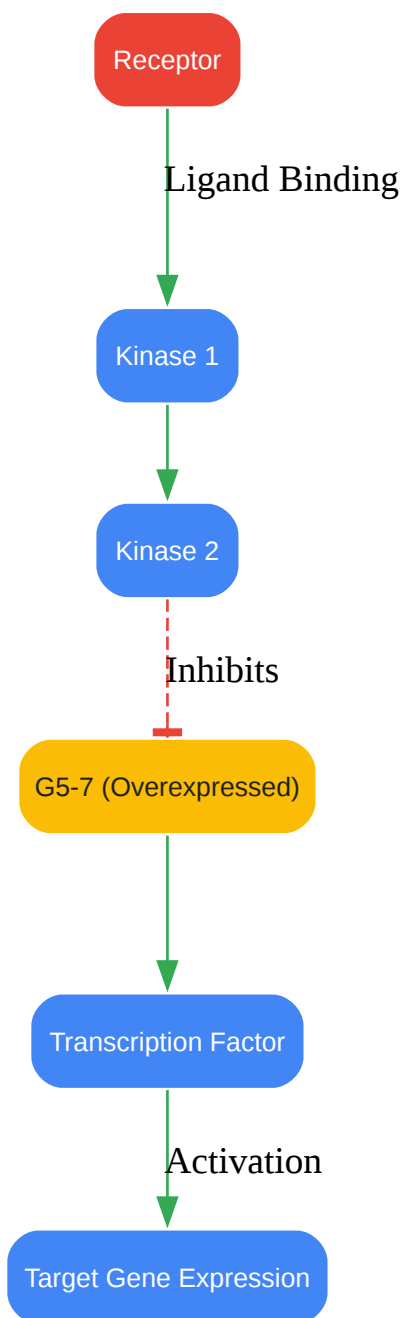 Receptor
Ligand Binding
Kinase 1
Kinase 2
Inhibits
G5-7 (Overexpressed)
Transcription Factor
Activation
Target Gene Expression